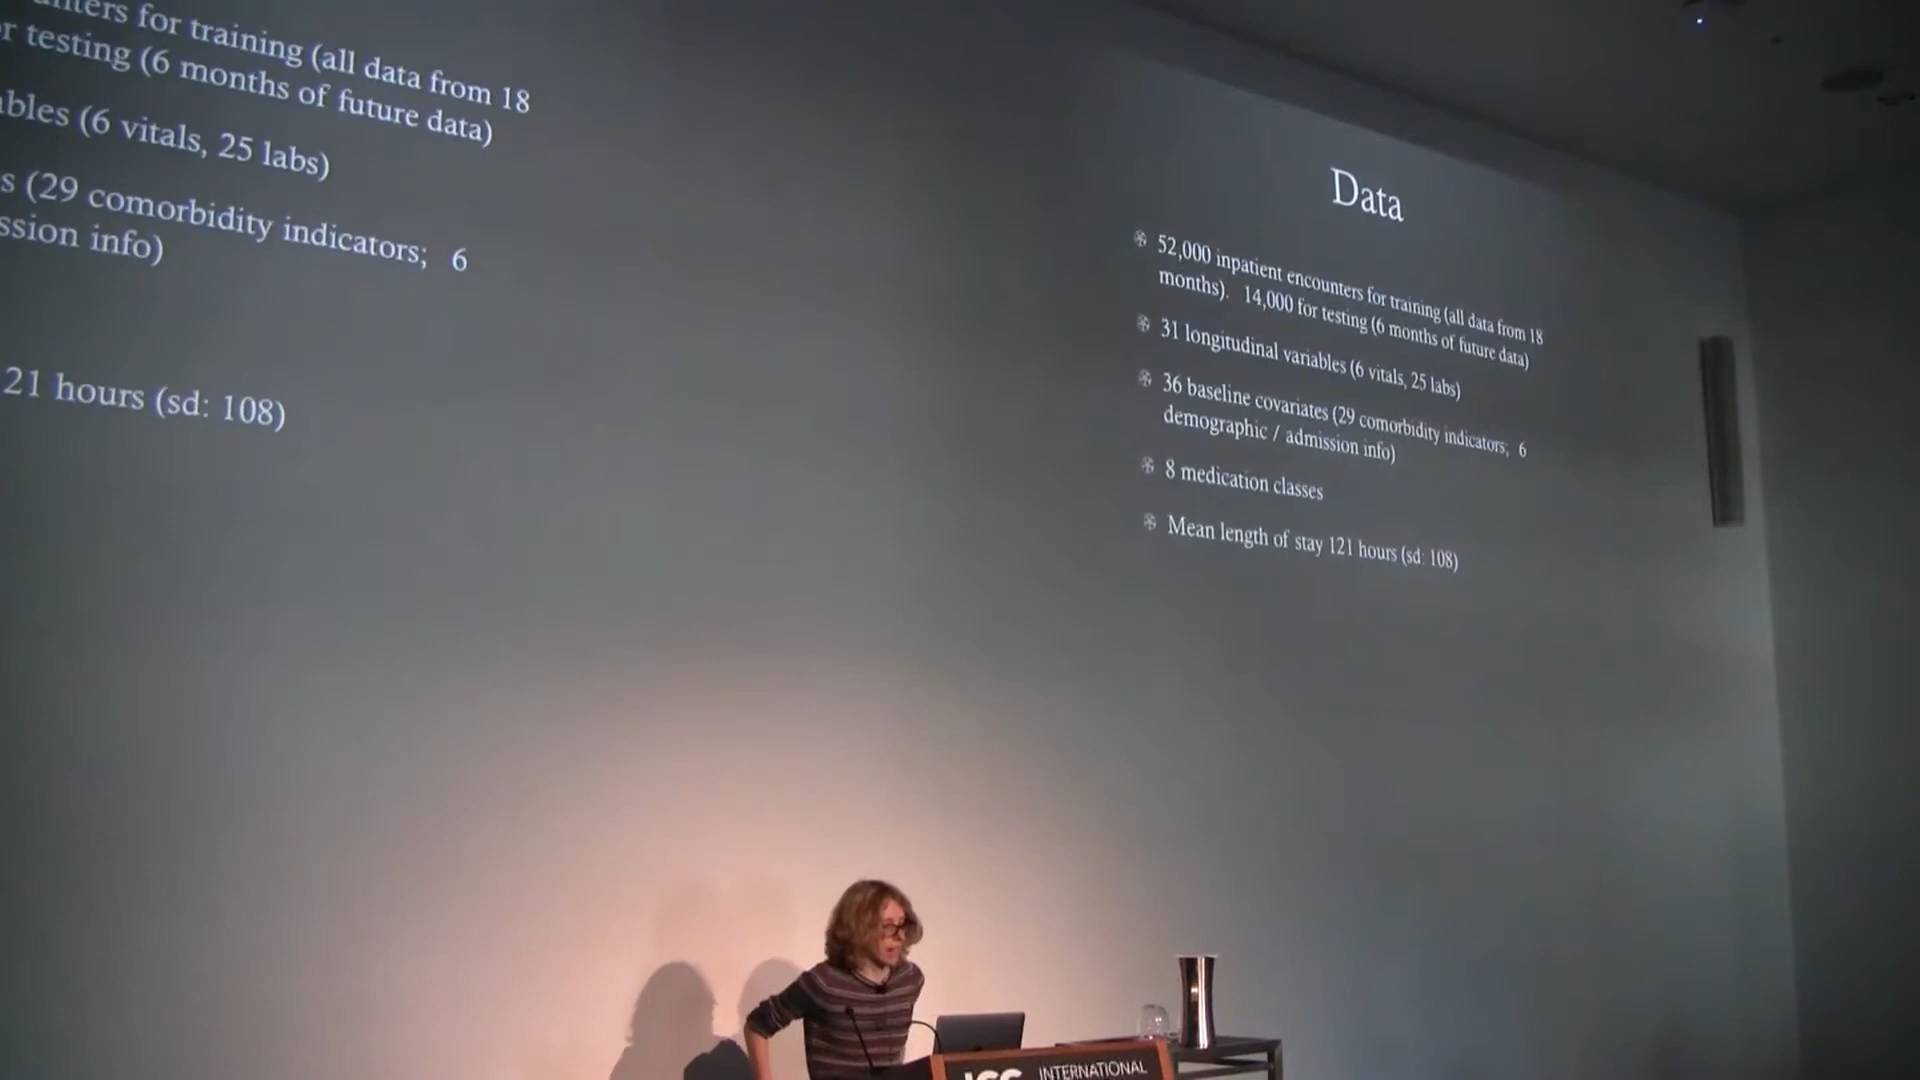 for training (all data from 18
testing (6 months of future data)
(6 vitals, 25 labs)
s (29 comorbidity indicators; 6
ssion info)
21 hours (sd: 108)
Data
52,000 inpatient encounters for training (all data from 18
months). 14,000 for testing (6 months of future data)
31 longitudinal variables (6 vitals, 25 labs)
36 baseline covariates (29 comorbidity indicators; 6
demographic / admission info)
8 medication classes
Mean length of stay 121 hours (sd: 108)
INTERNATIONAL